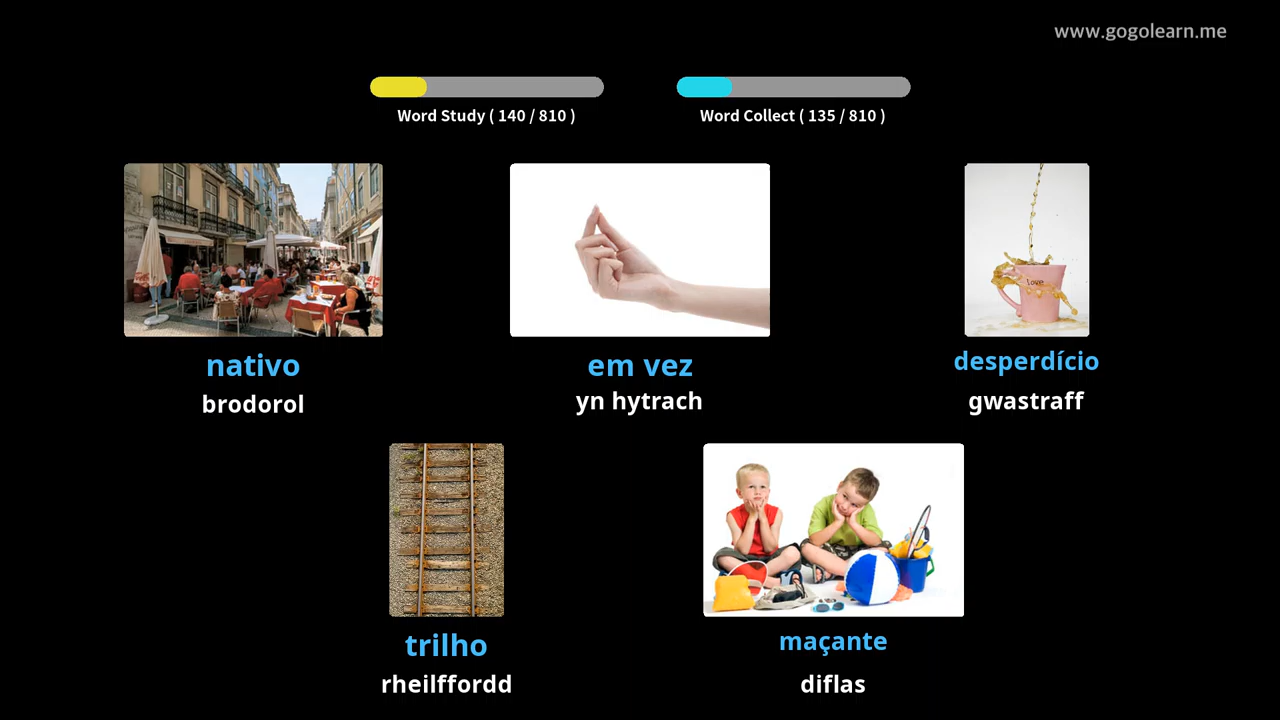 www.gogolearn.me
Word Study ( 140 / 810 )
Word Collect ( 135 / 810 )
Love
nativo
brodorol
em vez
yn hytrach
desperdício
gwastraff
trilho
rheilffordd
maçante
diflas